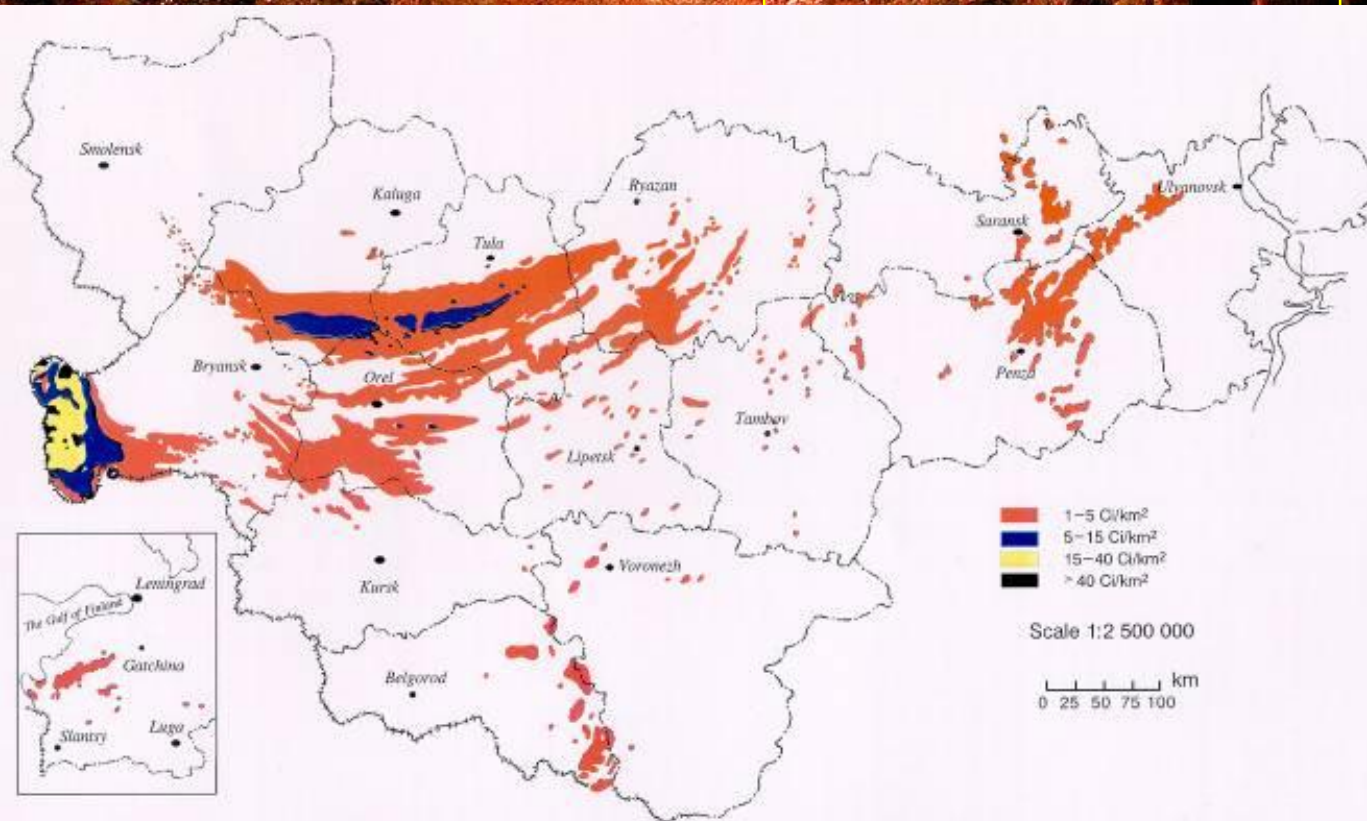 Smolensk
Kaluga
Ryazan
Ulyanovsk
Saransk
Tula
Bryansk
Orel
Penza
Tambov
Lipetsk
Voronezh
Kursk
Belgorod
Leningrad
The Gulf of Finland
Gatchina
Slantsy
Luga
1–5 Ci/km²
5–15 Ci/km²
15–40 Ci/km²
> 40 Ci/km²
Scale 1:2 500 000
km
0 25 50 75 100